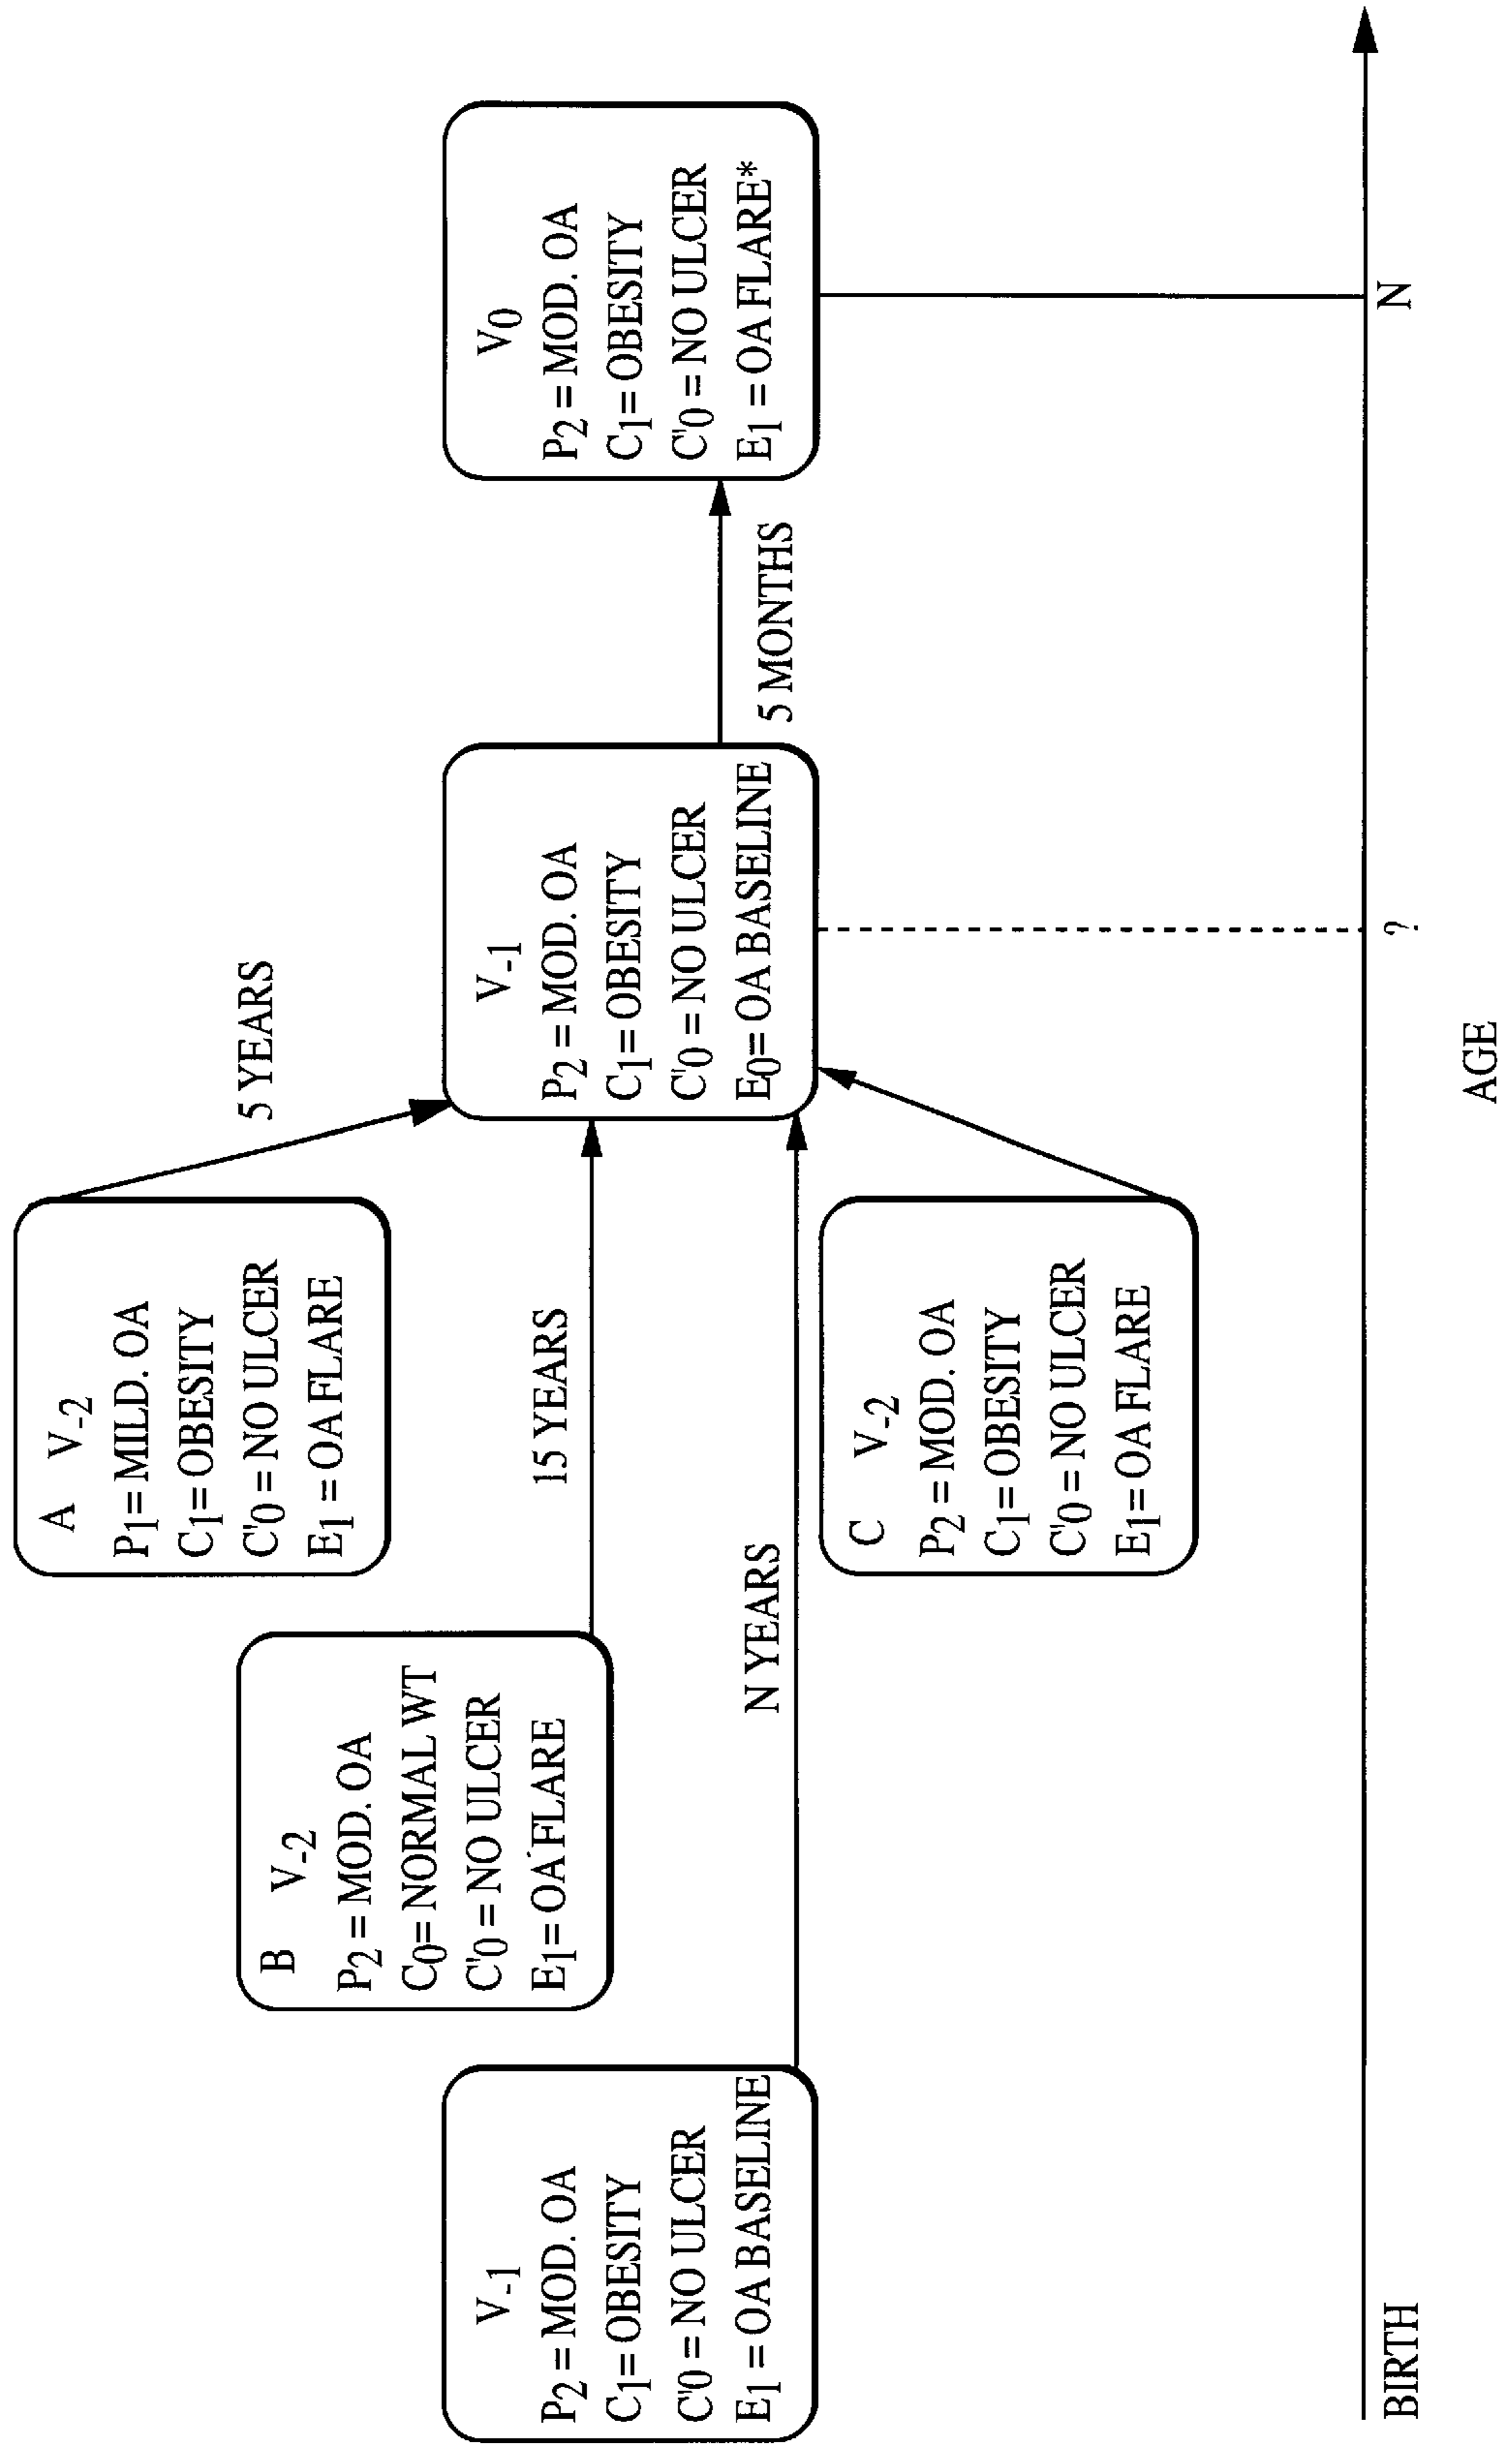 A V-2
P1= MILD. OA
C1= OBESITY
C'0 = NO ULCER
E1 = OA FLARE
5 YEARS
B V-2
P2 = MOD. OA
C0= NORMAL WT
C'0 = NO ULCER
E1= OA FLARE
15 YEARS
V-1
P2 = MOD. OA
C1= OBESITY
C'0 = NO ULCER
E1 = OA BASELINE
N YEARS
V-1
P2 = MOD. OA
C1= OBESITY
C'0 = NO ULCER
E0= OA BASELINE
5 MONTHS
V0
P2 = MOD. OA
C1= OBESITY
C'0 = NO ULCER
E1 = OA FLARE*
C V-2
P2 = MOD. OA
C1= OBESITY
C'0 = NO ULCER
E1= OA FLARE
BIRTH
?
N
AGE